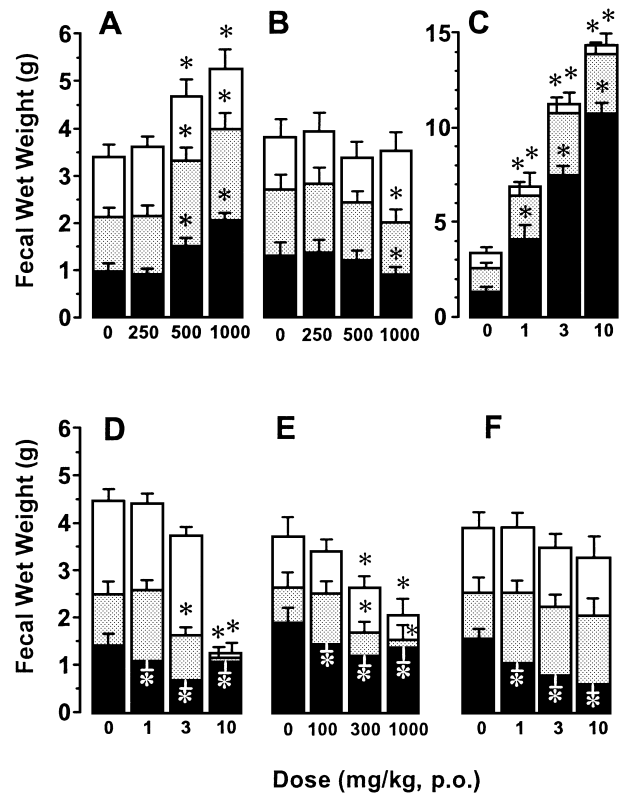 A B C
Fecal Wet Weight (g)
6
5
4
3
2
1
0
15
10
5
0
* * * * * *
* *
* * * * * * * * *
0 250 500 1000 0 250 500 1000 0 1 3 10
D E F
Fecal Wet Weight (g)
6
5
4
3
2
1
0
* * * * * *
* * * *
* * * * * *
0 1 3 10 0 100 300 1000 0 1 3 10
Dose (mg/kg, p.o.)